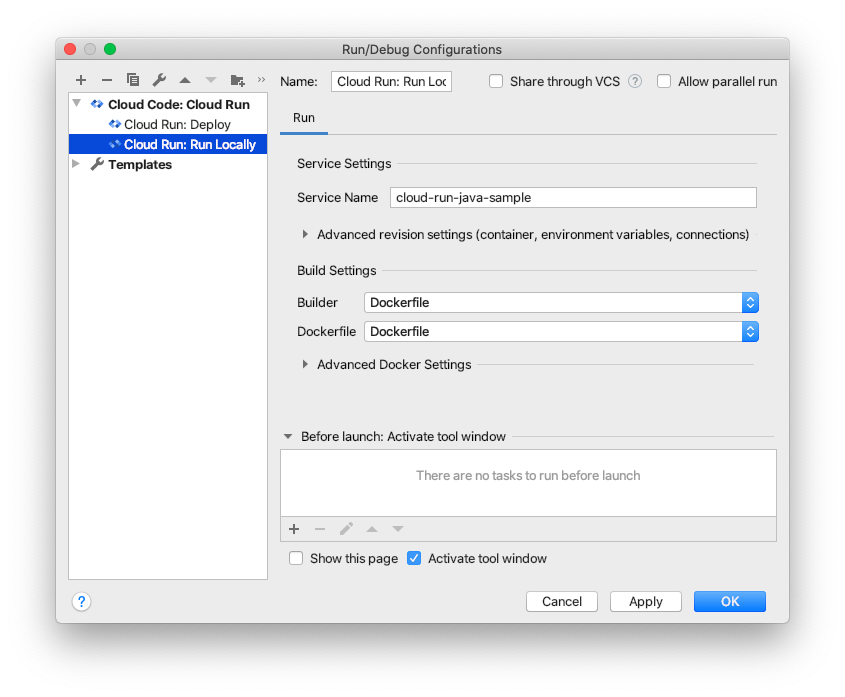 Run/Debug Configurations
Name: Cloud Run: Run Loc Share through VCS ? Allow parallel run
Cloud Code: Cloud Run
Cloud Run: Deploy
Cloud Run: Run Locally
Templates
Run
Service Settings
Service Name cloud-run-java-sample
Advanced revision settings (container, environment variables, connections)
Build Settings
Builder Dockerfile
Dockerfile Dockerfile
Advanced Docker Settings
Before launch: Activate tool window
There are no tasks to run before launch
Show this page Activate tool window
? Cancel Apply OK